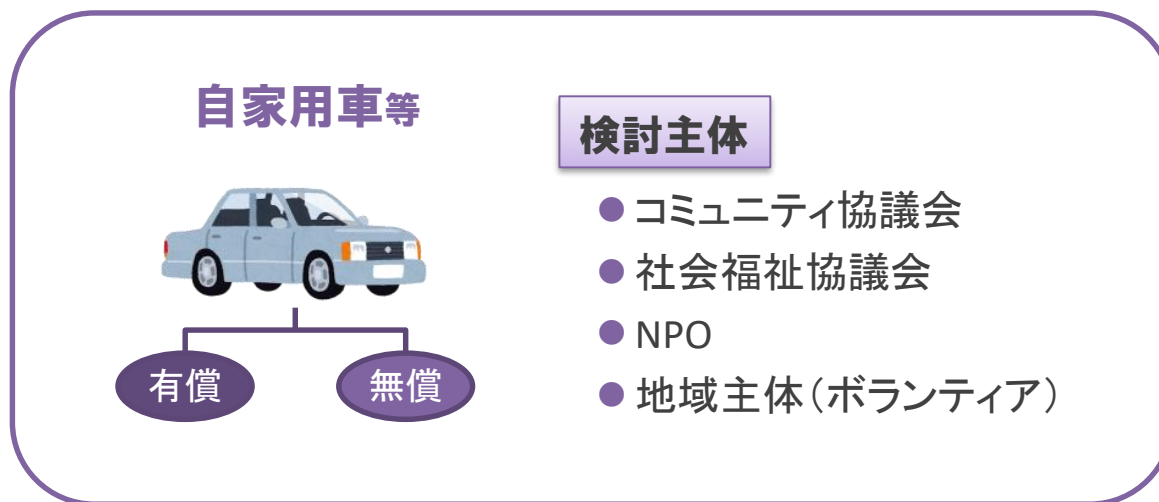 自家用車等
有償
無償
検討主体
● コミュニティ協議会
● 社会福祉協議会
● NPO
● 地域主体（ボランティア）